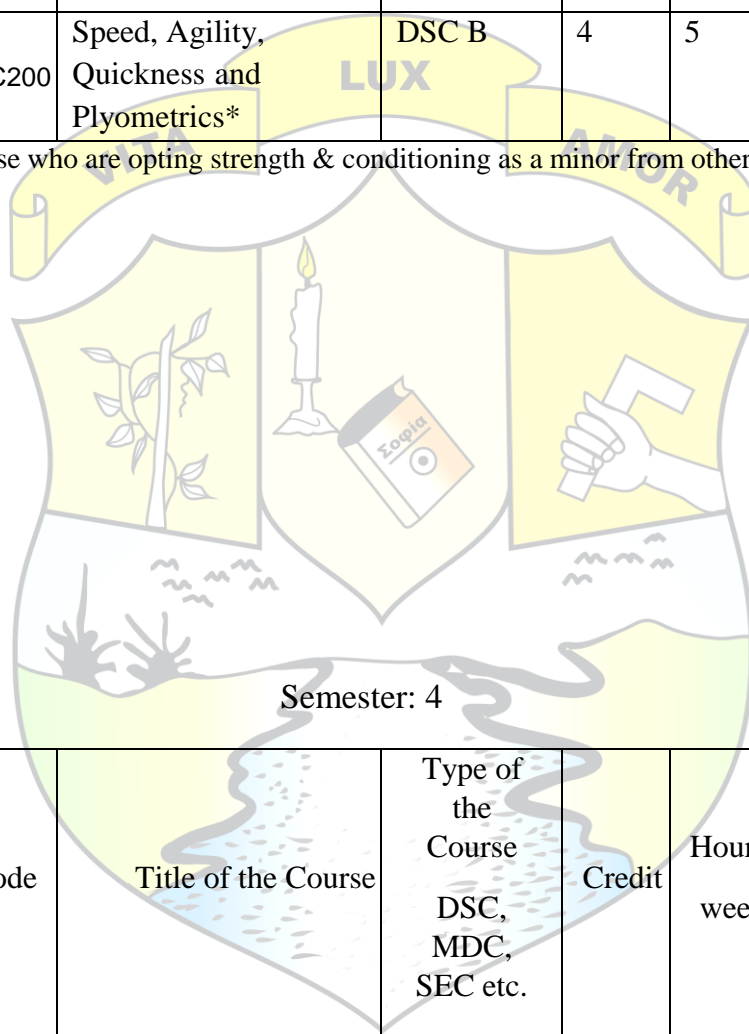 Speed, Agility, DSC B 4 5
C200 Quickness and
Plyometrics*
LUX
VITA AMOR
se who are opting strength & conditioning as a minor from other
Σοφία
Semester: 4
Type of
the
Course
ode Title of the Course Credit Hour
DSC, wee
MDC,
SEC etc.